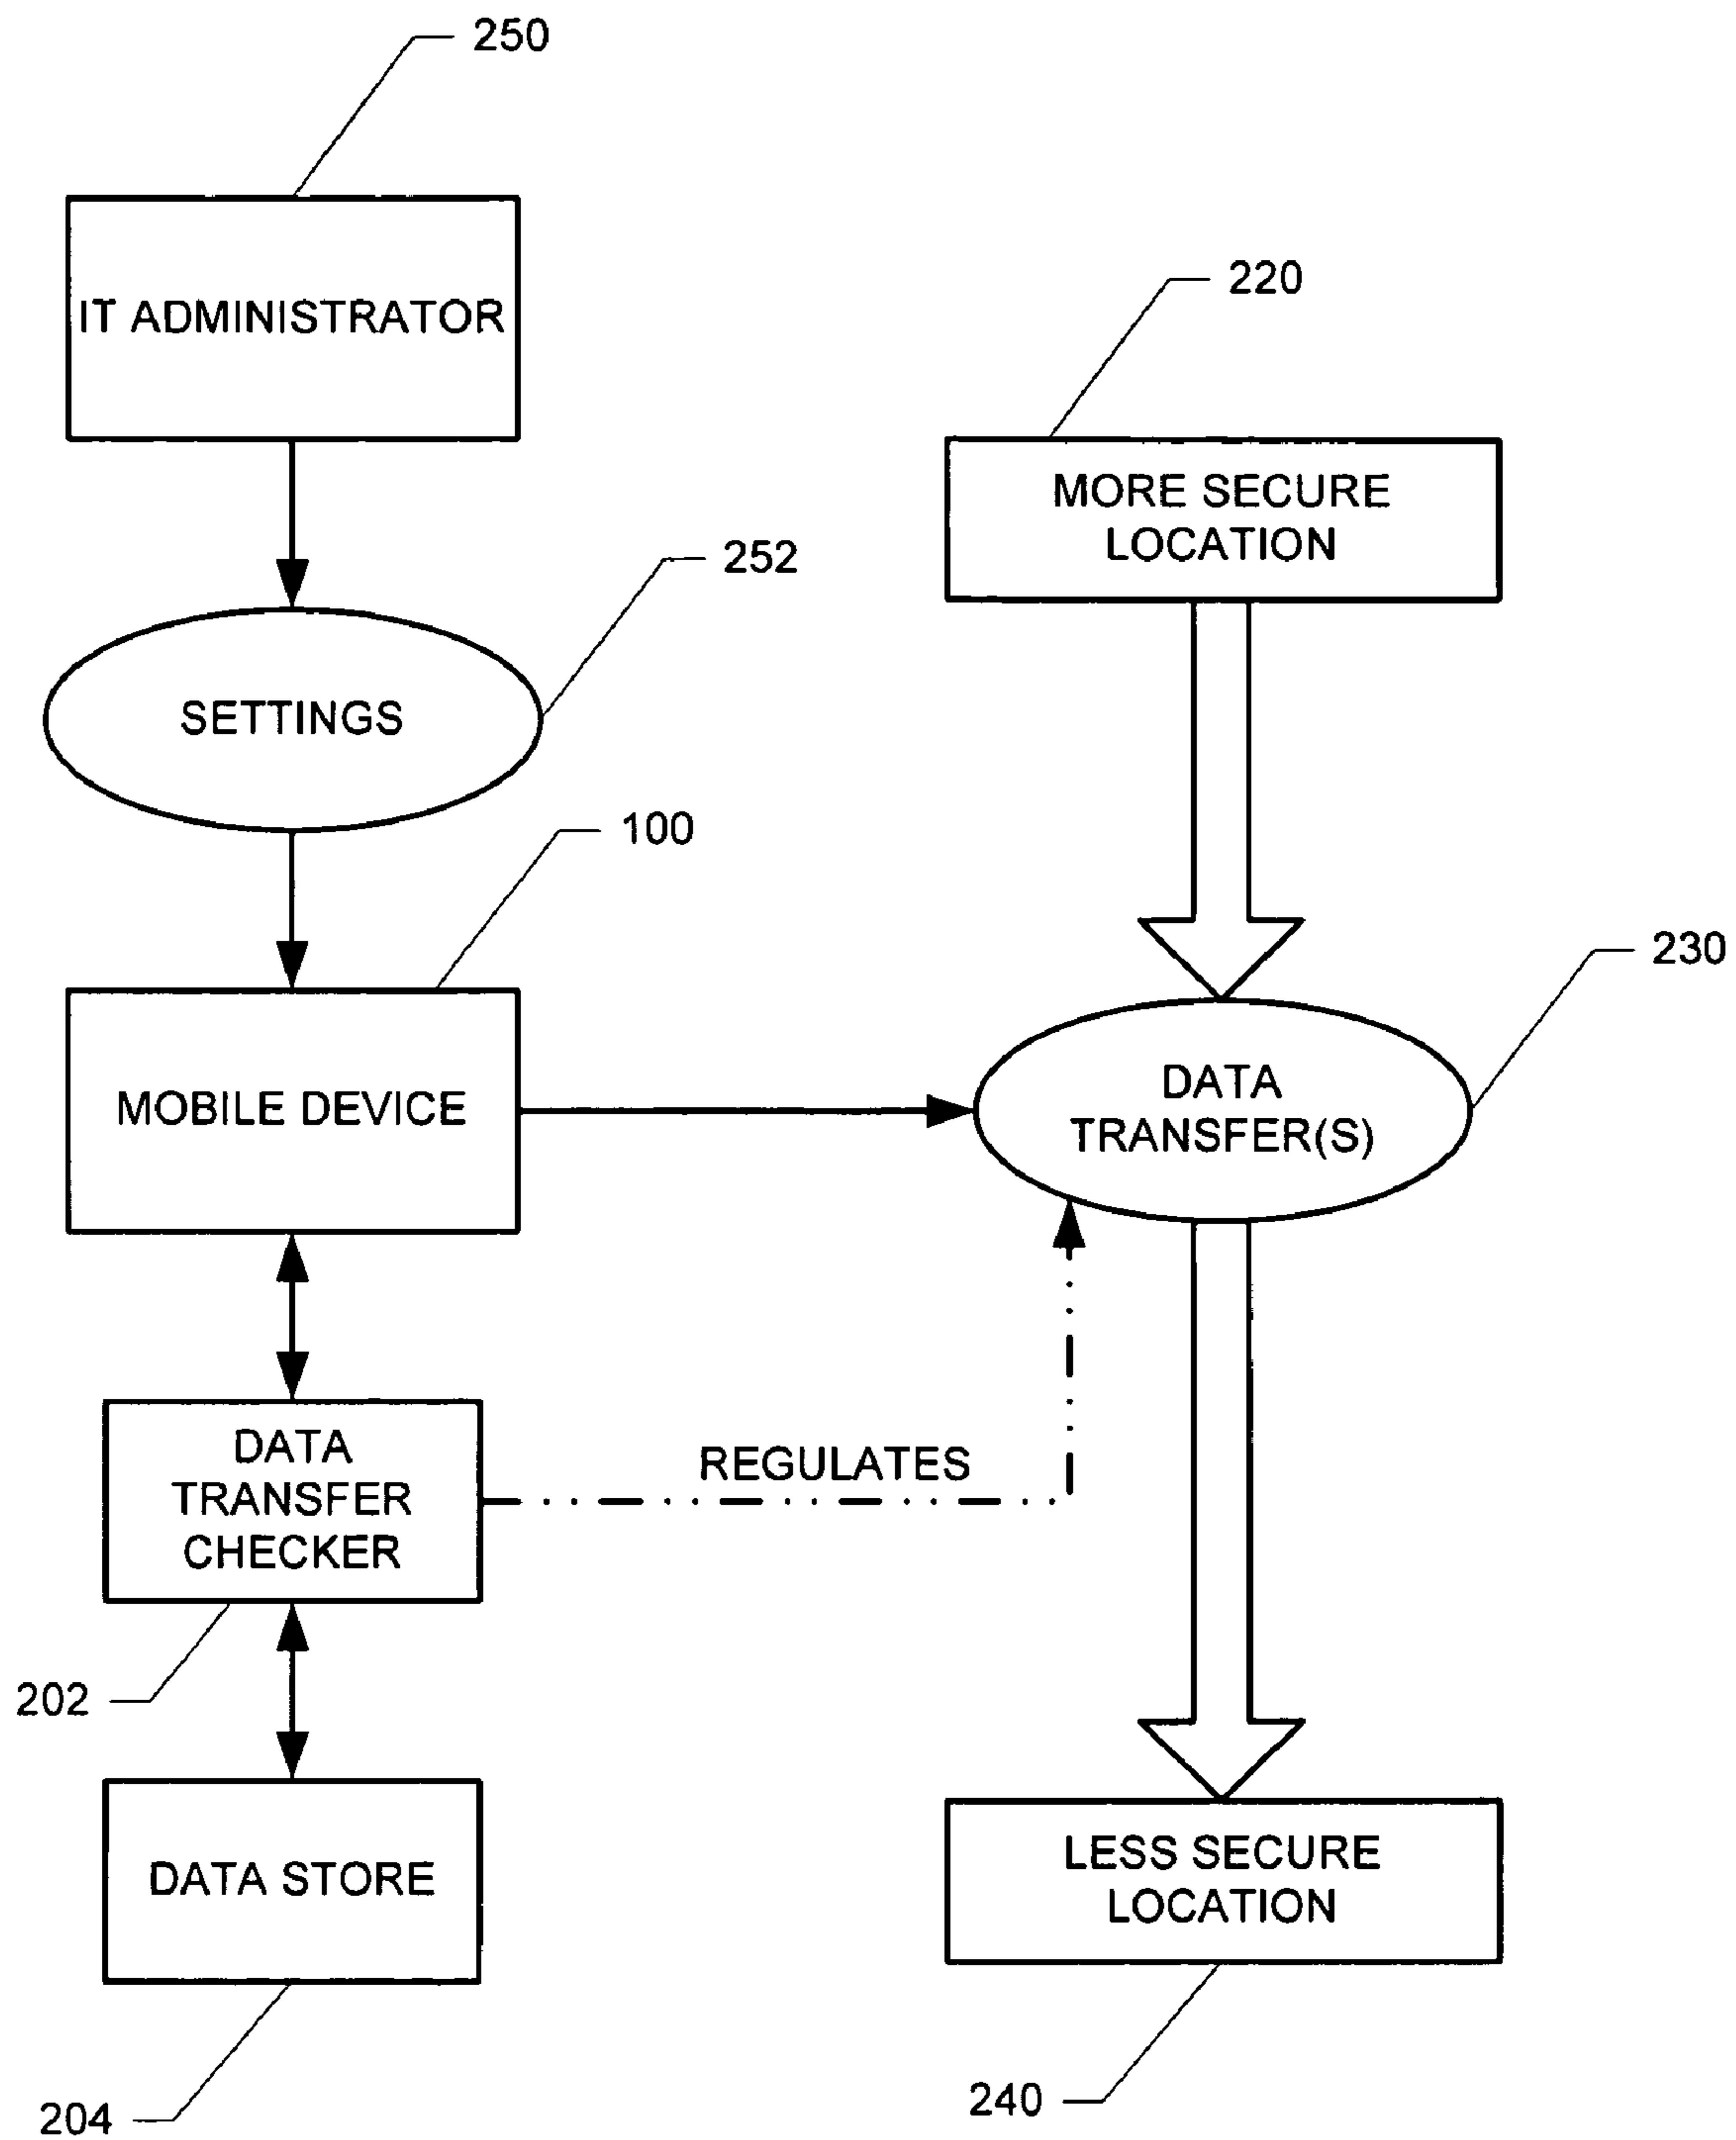 250
IT ADMINISTRATOR
220
MORE SECURE
LOCATION
252
SETTINGS
100
230
MOBILE DEVICE
DATA
TRANSFER(S)
DATA
TRANSFER
CHECKER
REGULATES
202
DATA STORE
LESS SECURE
LOCATION
204
240